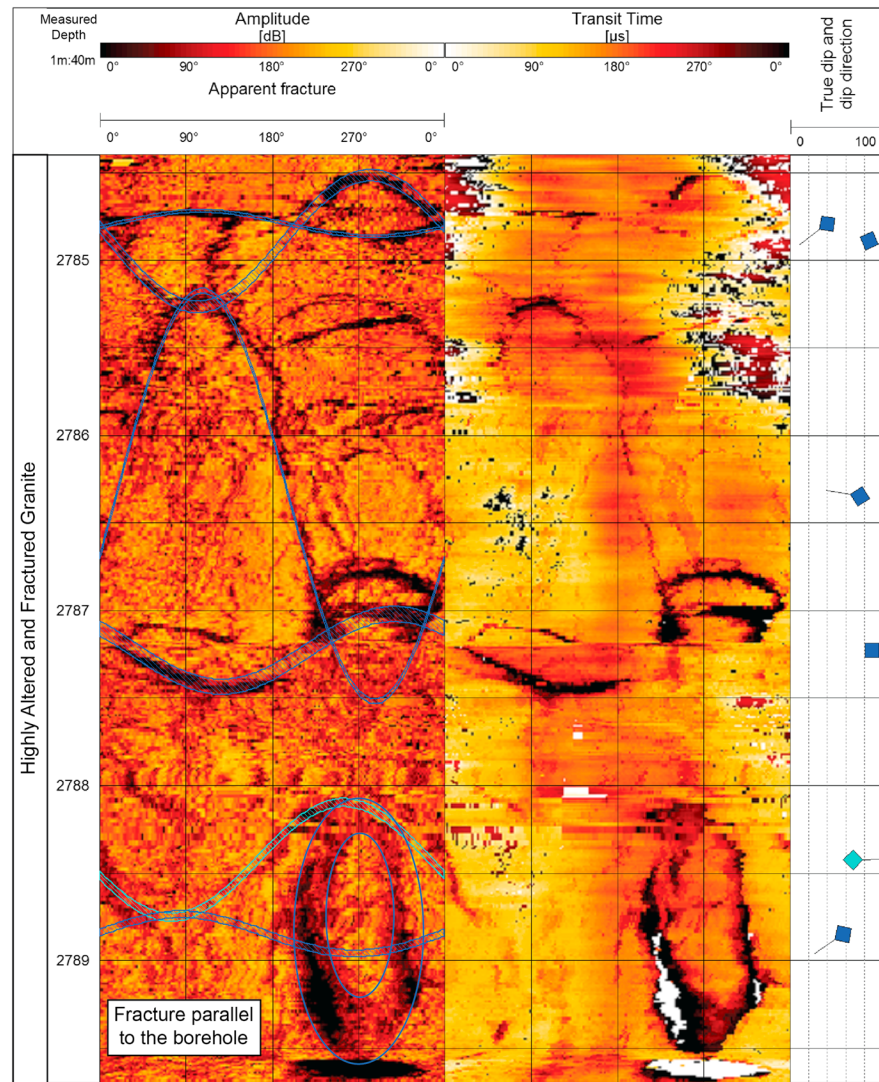 Measured
Depth
1m:40m
Amplitude
[dB]
0° 90° 180° 270° 0°
Apparent fracture
0° 90° 180° 270° 0°
Transit Time
[µs]
0° 90° 180° 270° 0°
True dip and
dip direction
0 100
Highly Altered and Fractured Granite
2785
2786
2787
2788
2789
Fracture parallel
to the borehole